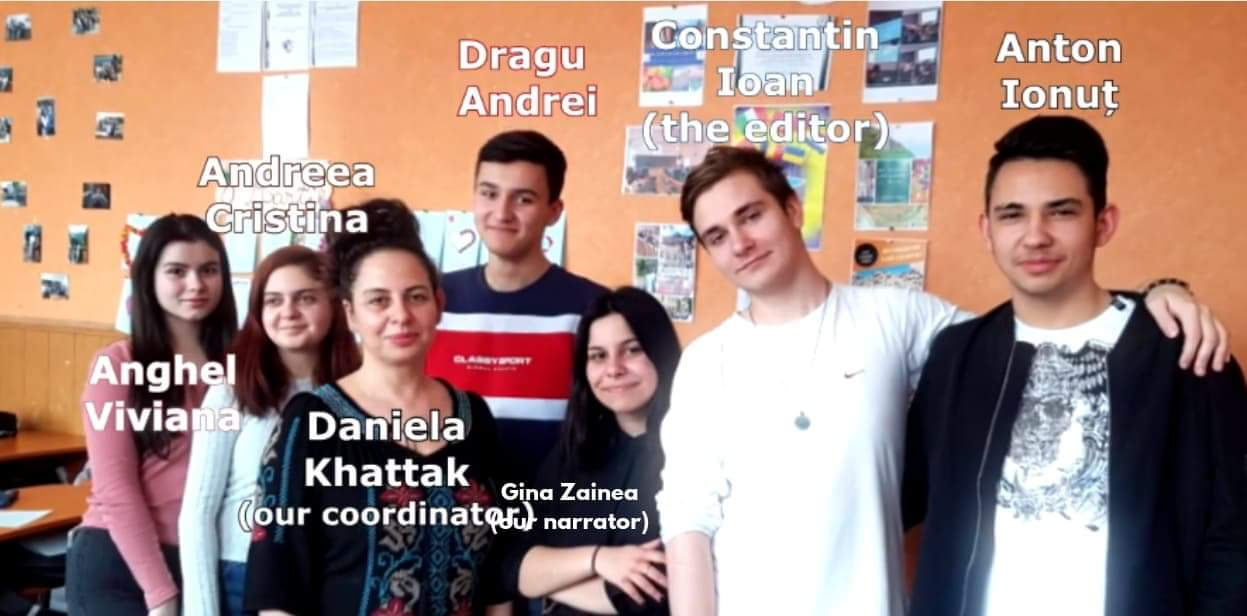 Dragu
Andrei
Constantin
Ioan
(the editor)
Anton
Ionuț
Andreea
Cristina
Anghel
Viviana
Daniela
Khattak
(our coordinator)
Gina Zainea
(our narrator)
CLASSYSPORT